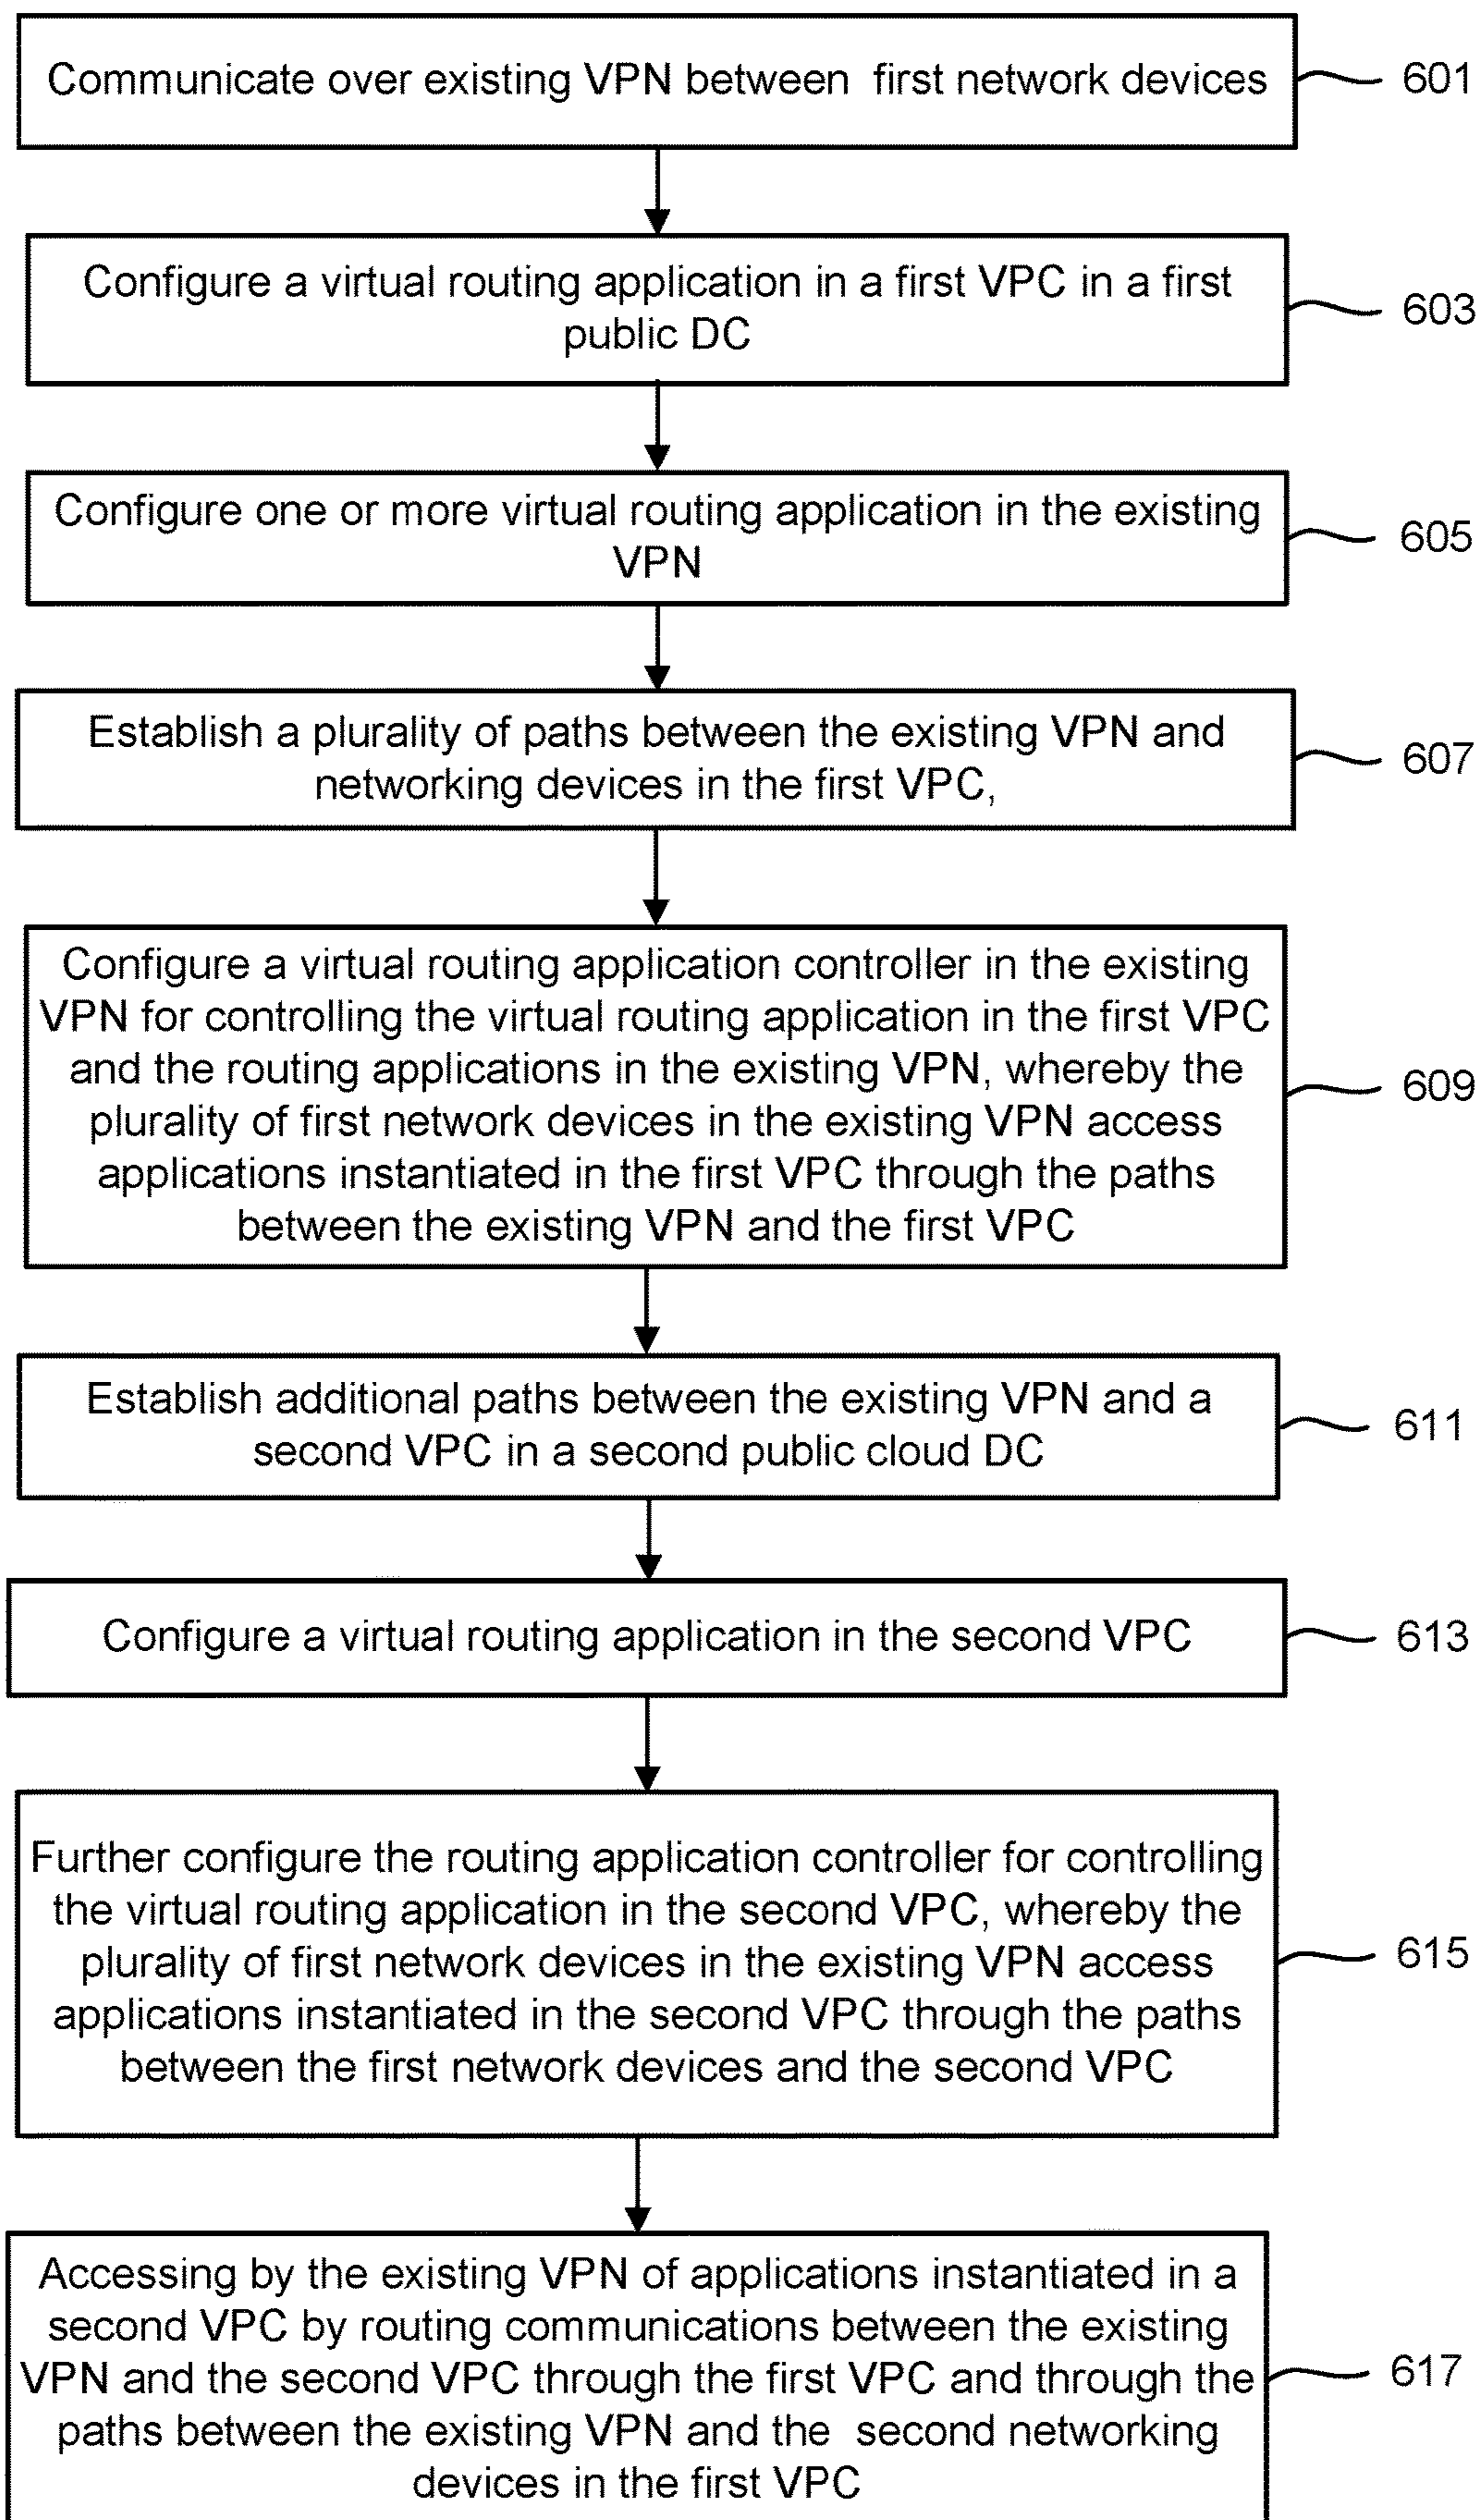 Communicate over existing VPN between first network devices
601
Configure a virtual routing application in a first VPC in a first
public DC
603
Configure one or more virtual routing application in the existing
VPN
605
Establish a plurality of paths between the existing VPN and
networking devices in the first VPC,
607
Configure a virtual routing application controller in the existing
VPN for controlling the virtual routing application in the first VPC
and the routing applications in the existing VPN, whereby the
plurality of first network devices in the existing VPN access
applications instantiated in the first VPC through the paths
between the existing VPN and the first VPC
609
Establish additional paths between the existing VPN and a
second VPC in a second public cloud DC
611
Configure a virtual routing application in the second VPC
613
Further configure the routing application controller for controlling
the virtual routing application in the second VPC, whereby the
plurality of first network devices in the existing VPN access
applications instantiated in the second VPC through the paths
between the first network devices and the second VPC
615
Accessing by the existing VPN of applications instantiated in a
second VPC by routing communications between the existing
VPN and the second VPC through the first VPC and through the
paths between the existing VPN and the second networking
devices in the first VPC
617